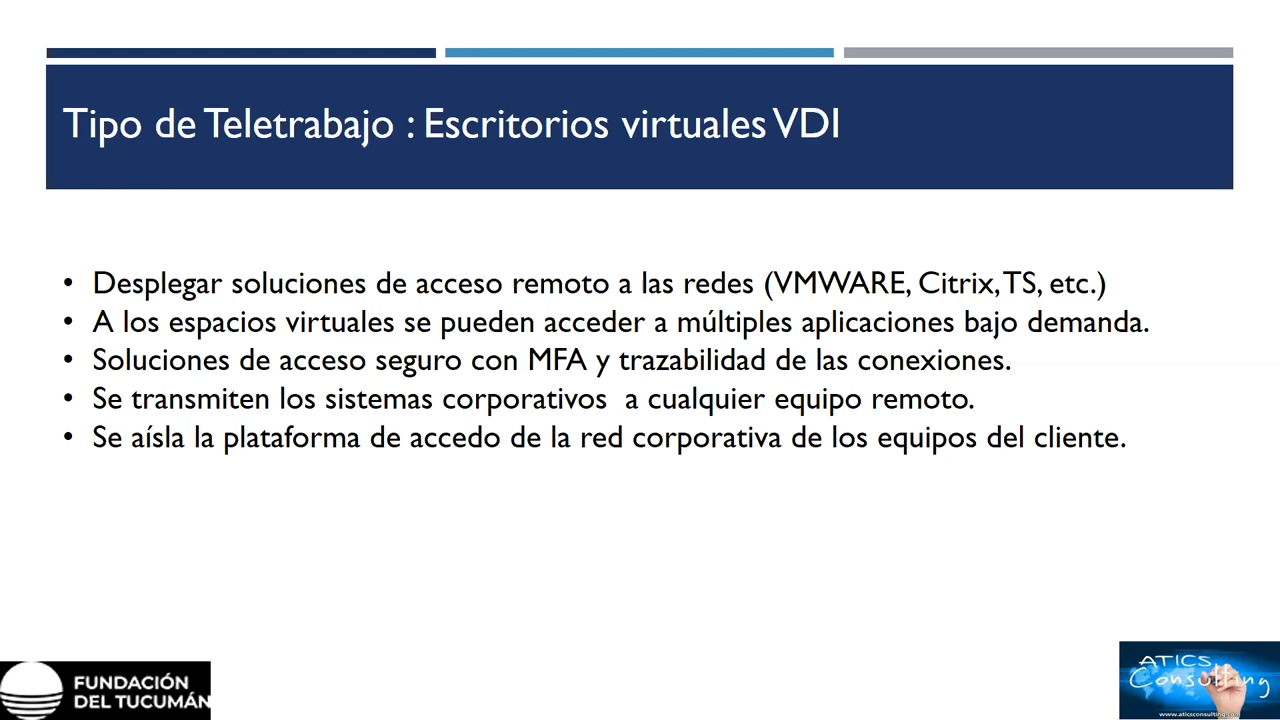 Tipo de Teletrabajo : Escritorios virtuales VDI
• Desplegar soluciones de acceso remoto a las redes (VMWARE, Citrix, TS, etc.)
• A los espacios virtuales se pueden acceder a múltiples aplicaciones bajo demanda.
• Soluciones de acceso seguro con MFA y trazabilidad de las conexiones.
• Se transmiten los sistemas corporativos  a cualquier equipo remoto.
• Se aísla la plataforma de accedo de la red corporativa de los equipos del cliente.
FUNDACIÓN
DEL TUCUMÁN
ATICS
Consulting